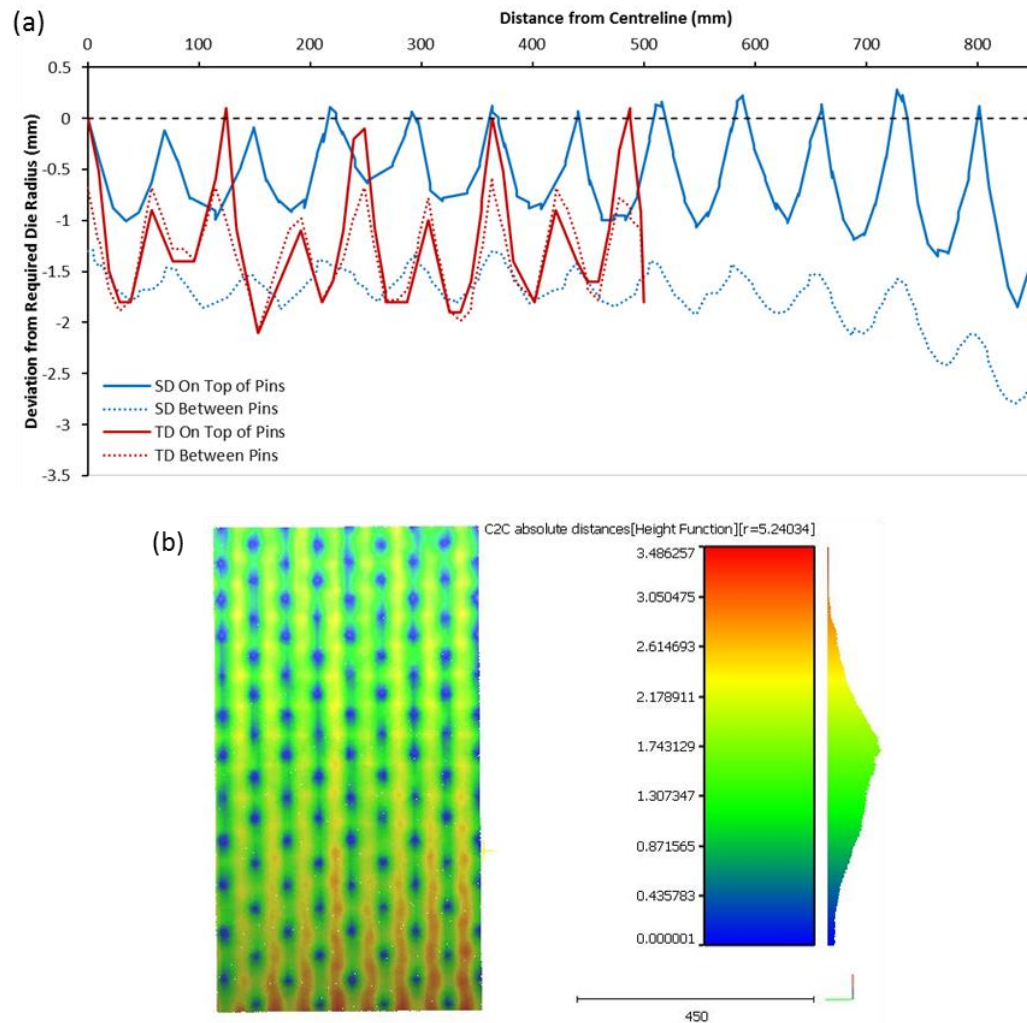 (a)
Distance from Centreline (mm)
0 100 200 300 400 500 600 700 800
0.5
0
-0.5
-1
-1.5
-2
-2.5
-3
-3.5
Deviation from Required Die Radius (mm)
SD On Top of Pins
SD Between Pins
TD On Top of Pins
TD Between Pins
(b)
C2C absolute distances[Height Function][r=5.24034]
3.486257
3.050475
2.614693
2.178911
1.743129
1.307347
0.871565
0.435783
0.000001
450